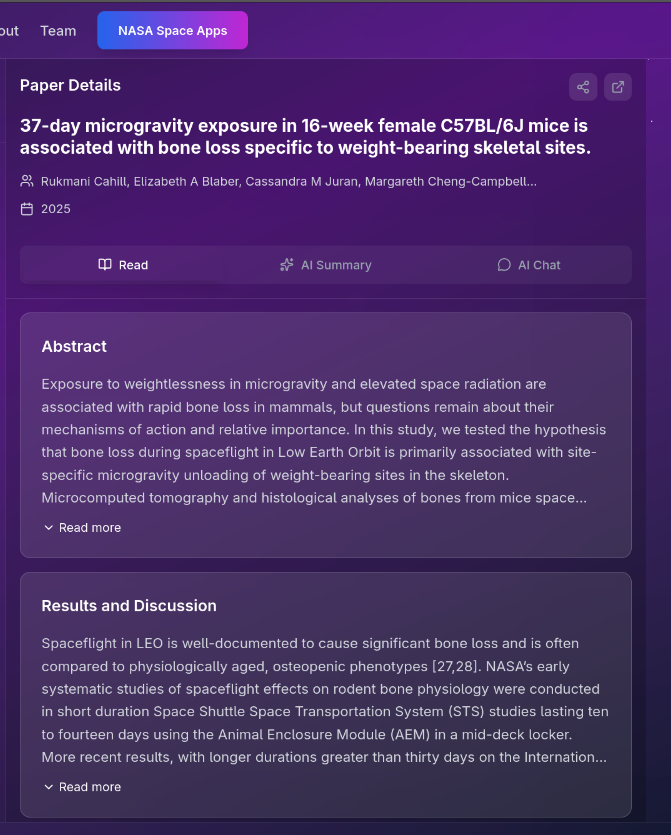 out Team NASA Space Apps
Paper Details
37-day microgravity exposure in 16-week female C57BL/6J mice is
associated with bone loss specific to weight-bearing skeletal sites.
Rukmani Cahill, Elizabeth A Blaber, Cassandra M Juran, Margareth Cheng-Campbell...
2025
Read AI Summary AI Chat
Abstract
Exposure to weightlessness in microgravity and elevated space radiation are
associated with rapid bone loss in mammals, but questions remain about their
mechanisms of action and relative importance. In this study, we tested the hypothesis
that bone loss during spaceflight in Low Earth Orbit is primarily associated with site-
specific microgravity unloading of weight-bearing sites in the skeleton.
Microcomputed tomography and histological analyses of bones from mice space...
Read more
Results and Discussion
Spaceflight in LEO is well-documented to cause significant bone loss and is often
compared to physiologically aged, osteopenic phenotypes [27,28]. NASA's early
systematic studies of spaceflight effects on rodent bone physiology were conducted
in short duration Space Shuttle Space Transportation System (STS) studies lasting ten
to fourteen days using the Animal Enclosure Module (AEM) in a mid-deck locker.
More recent results, with longer durations greater than thirty days on the Internation...
Read more